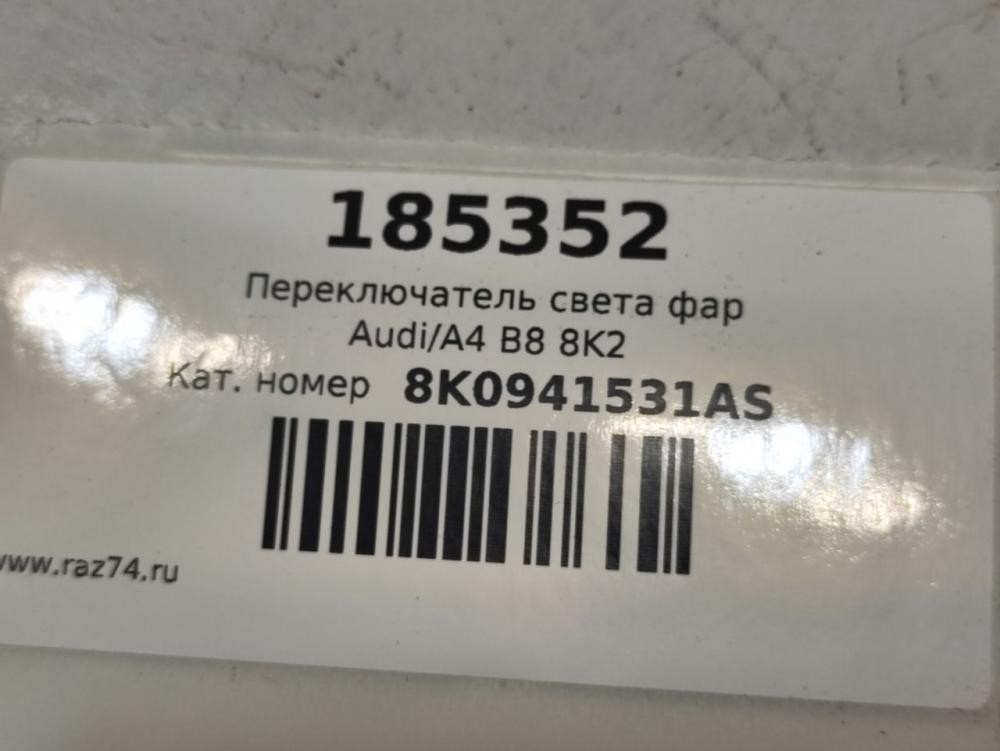 185352
Переключатель света фар
Audi/A4 B8 8K2
Кат. номер 8K0941531AS
www.raz74.ru